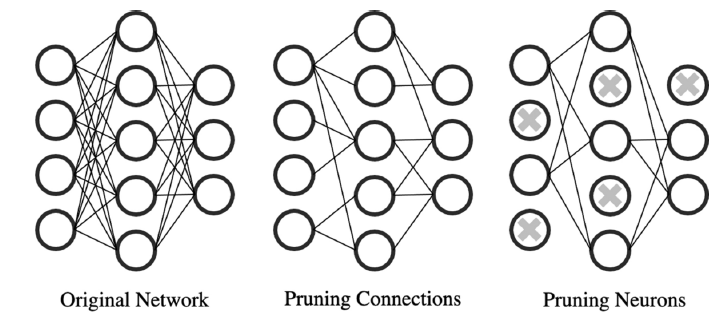 Original Network
Pruning Connections
Pruning Neurons